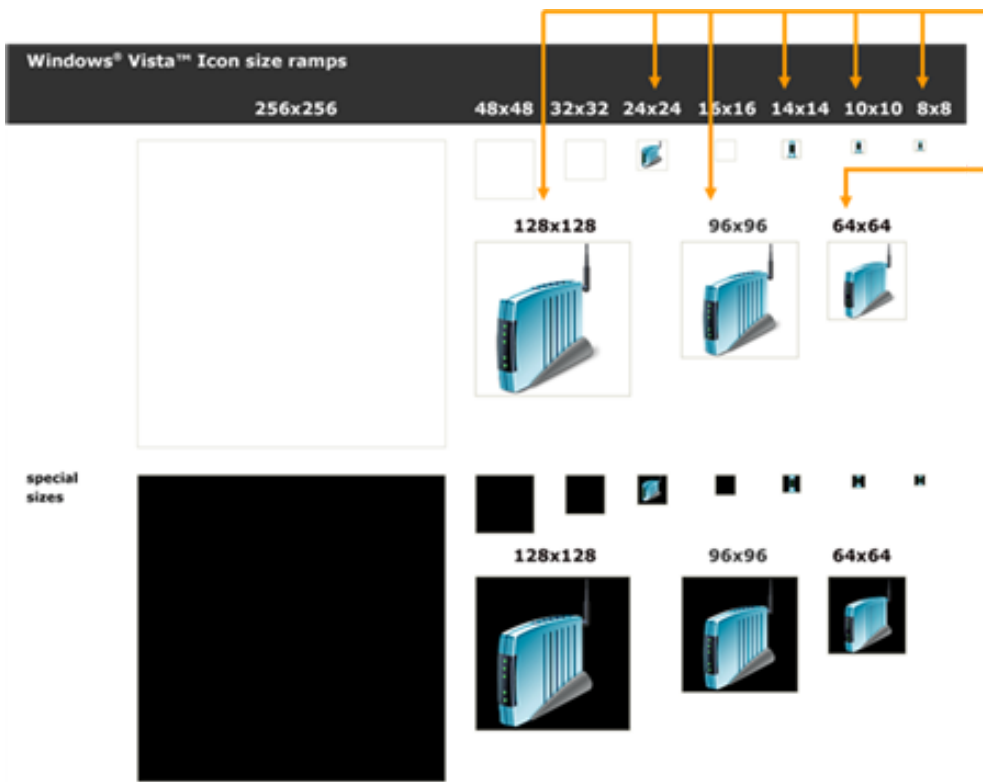 Windows® Vista™ Icon size ramps
256x256 48x48 32x32 24x24 16x16 14x14 10x10 8x8
128x128 96x96 64x64
special
sizes
128x128 96x96 64x64